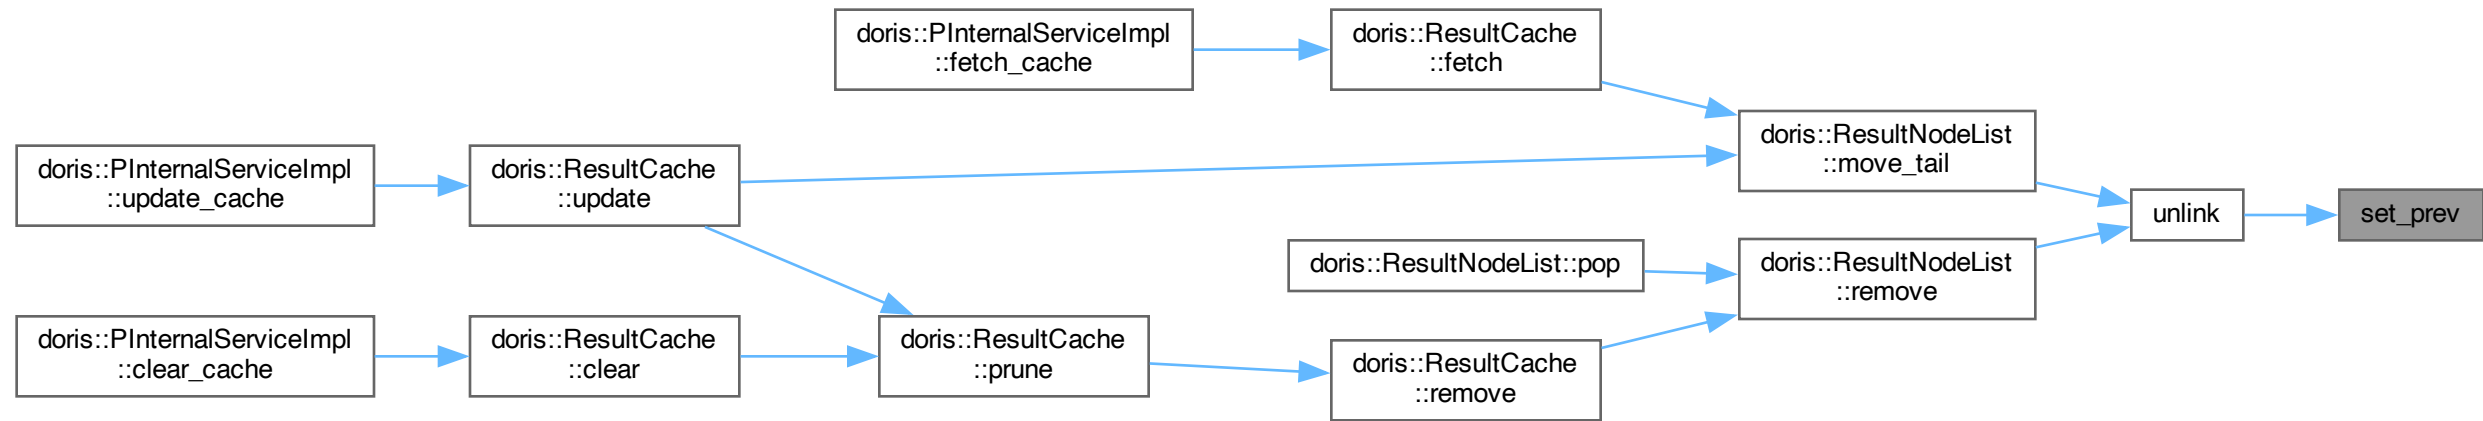 doris::PInternalServiceImpl
::fetch_cache
doris::ResultCache
::fetch
doris::ResultNodeList
::move_tail
doris::PInternalServiceImpl
::update_cache
doris::ResultCache
::update
unlink
set_prev
doris::ResultNodeList::pop
doris::ResultNodeList
::remove
doris::PInternalServiceImpl
::clear_cache
doris::ResultCache
::clear
doris::ResultCache
::prune
doris::ResultCache
::remove